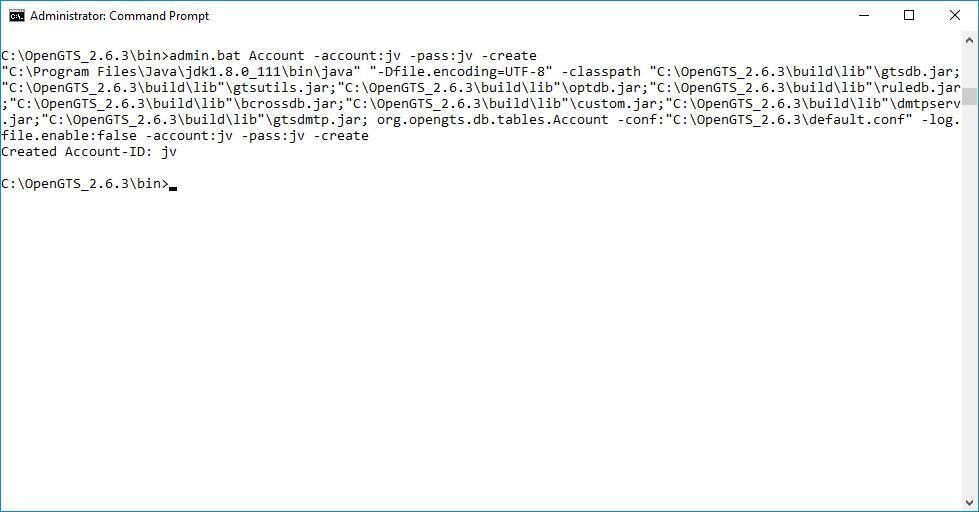 Administrator: Command Prompt
C:\OpenGTS_2.6.3\bin>admin.bat Account -account:jv -pass:jv -create
"C:\Program Files\Java\jdk1.8.0_111\bin\java" "-Dfile.encoding=UTF-8" -classpath "C:\OpenGTS_2.6.3\build\lib"\gtsdb.jar;
"C:\OpenGTS_2.6.3\build\lib"\gtsutils.jar;"C:\OpenGTS_2.6.3\build\lib"\optdb.jar;"C:\OpenGTS_2.6.3\build\lib"\ruledb.jar
;"C:\OpenGTS_2.6.3\build\lib"\bcrossdb.jar;"C:\OpenGTS_2.6.3\build\lib"\custom.jar;"C:\OpenGTS_2.6.3\build\lib"\dmtpserv
.jar;"C:\OpenGTS_2.6.3\build\lib"\gtsdmtp.jar; org.opengts.db.tables.Account -conf:"C:\OpenGTS_2.6.3\default.conf" -log.
file.enable:false -account:jv -pass:jv -create
Created Account-ID: jv
C:\OpenGTS_2.6.3\bin>